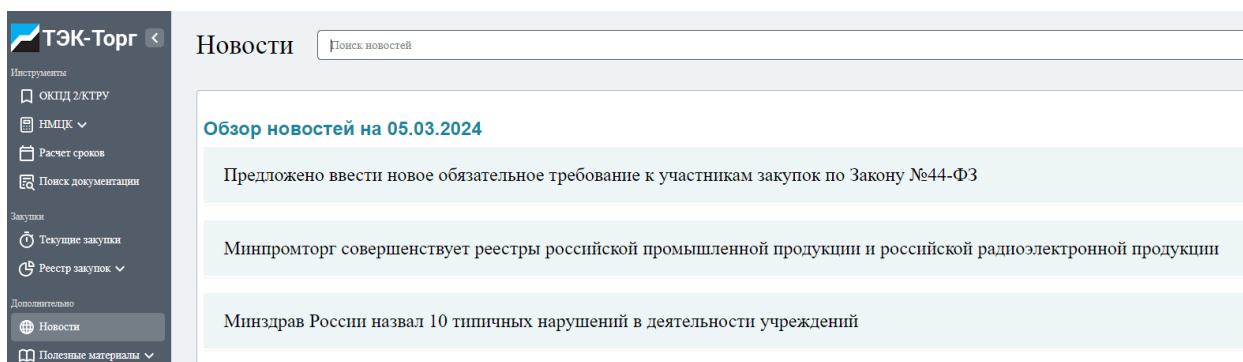 ТЭК-Торг
Инструменты
ОКПД 2/КТРУ
НМЦК
Расчет сроков
Поиск документации
Закупки
Текущие закупки
Реестр закупок
Дополнительно
Новости
Полезные материалы
Новости
Поиск новостей
Обзор новостей на 05.03.2024
Предложено ввести новое обязательное требование к участникам закупок по Закону №44-ФЗ
Минпромторг совершенствует реестры российской промышленной продукции и российской радиоэлектронной продукции
Минздрав России назвал 10 типичных нарушений в деятельности учреждений